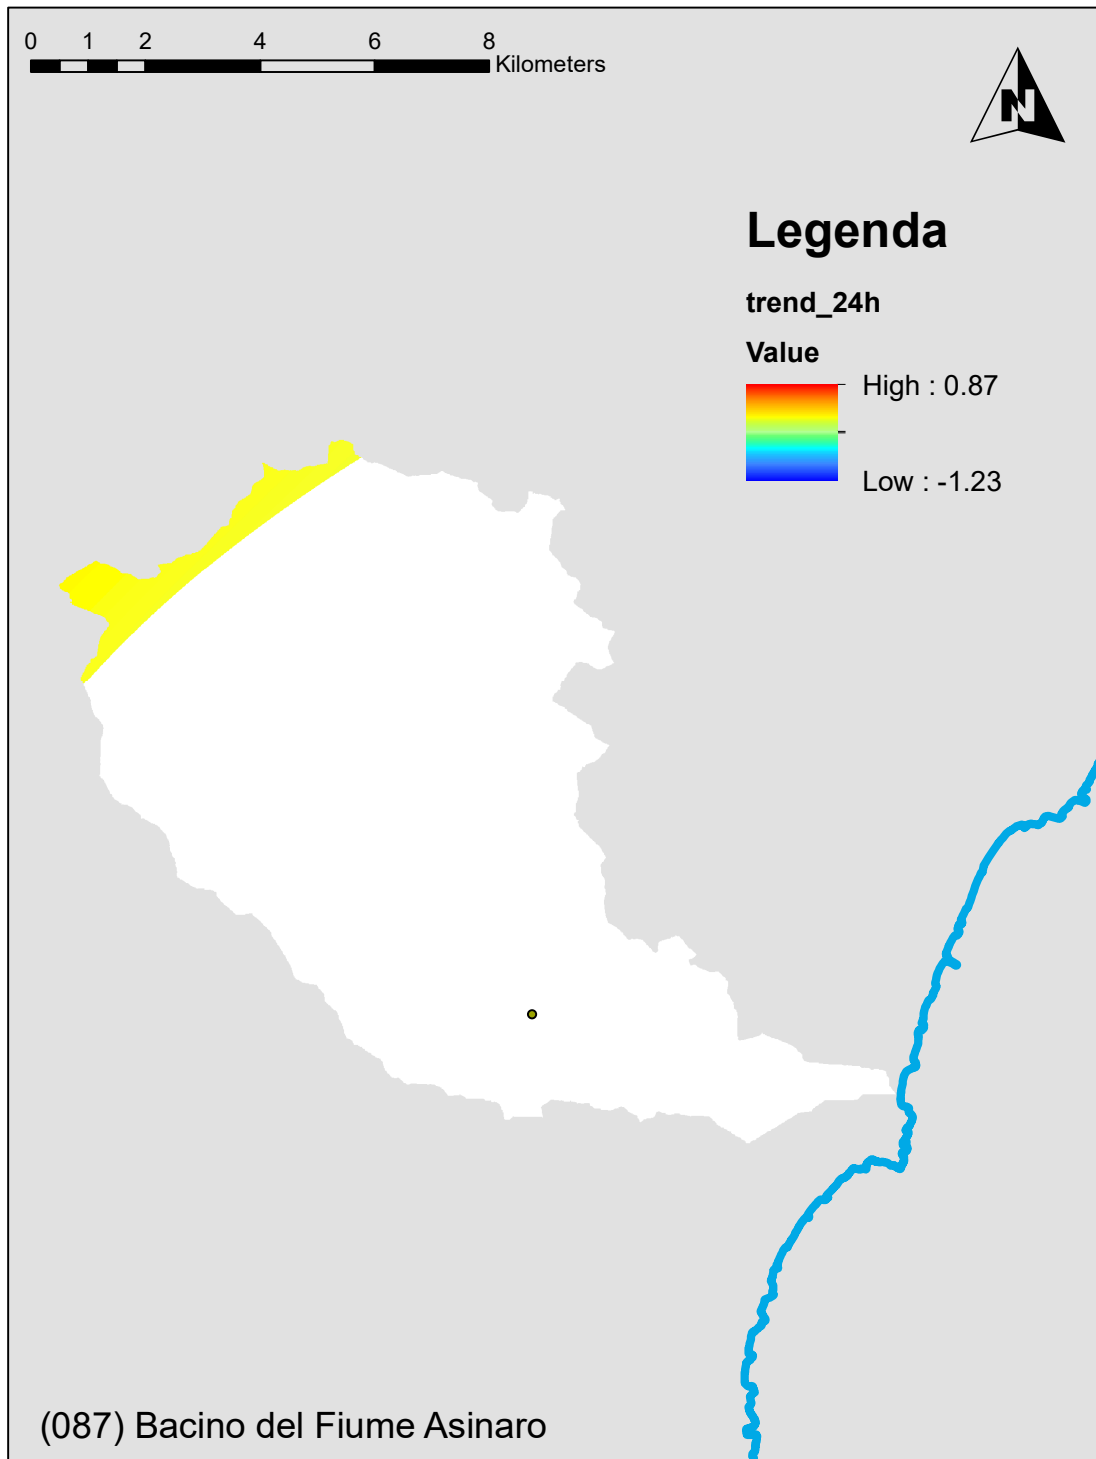 0 1 2 4 6 8
Kilometers
N
Legenda
trend_24h
Value
High : 0.87
Low : -1.23
(087) Bacino del Fiume Asinaro